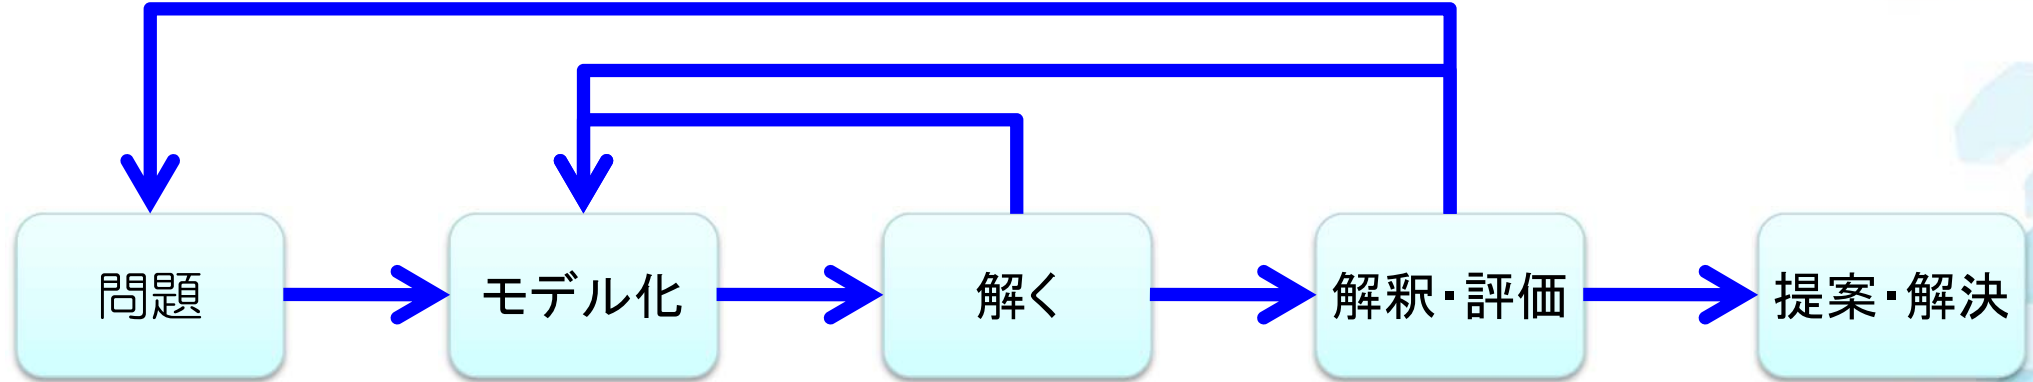 問題
モデル化
解く
解釈・評価
提案・解決